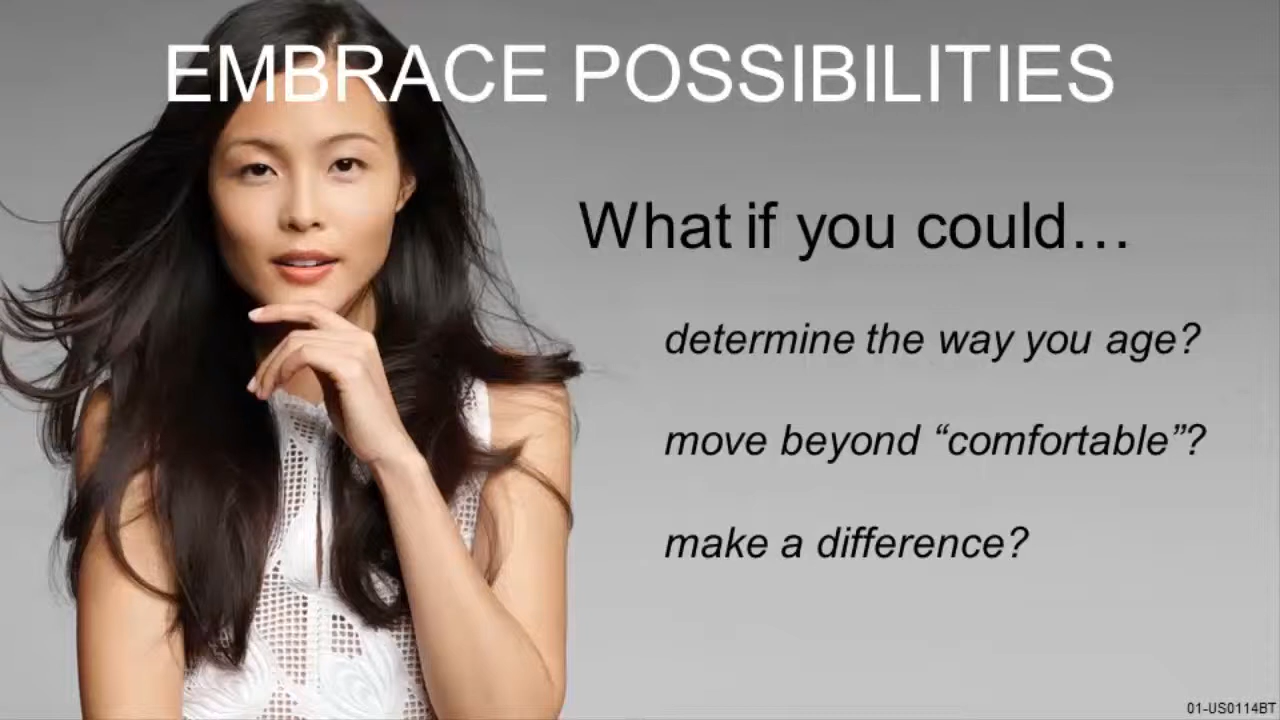 EMBRACE POSSIBILITIES
What if you could…
determine the way you age?
move beyond “comfortable”?
make a difference?
01-US0114BT